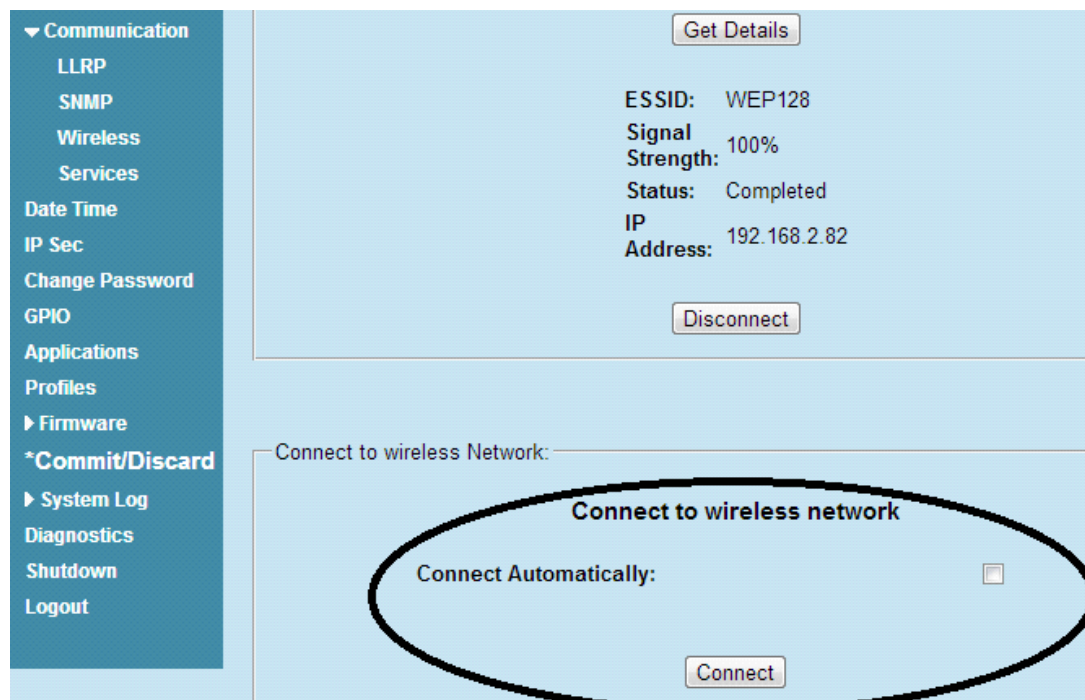 Communication
LLRP
SNMP
Wireless
Services
Date Time
IP Sec
Change Password
GPIO
Applications
Profiles
Firmware
*Commit/Discard
System Log
Diagnostics
Shutdown
Logout
Get Details
ESSID: WEP128
Signal
Strength: 100%
Status: Completed
IP
Address: 192.168.2.82
Disconnect
Connect to wireless Network:
Connect to wireless network
Connect Automatically:
Connect